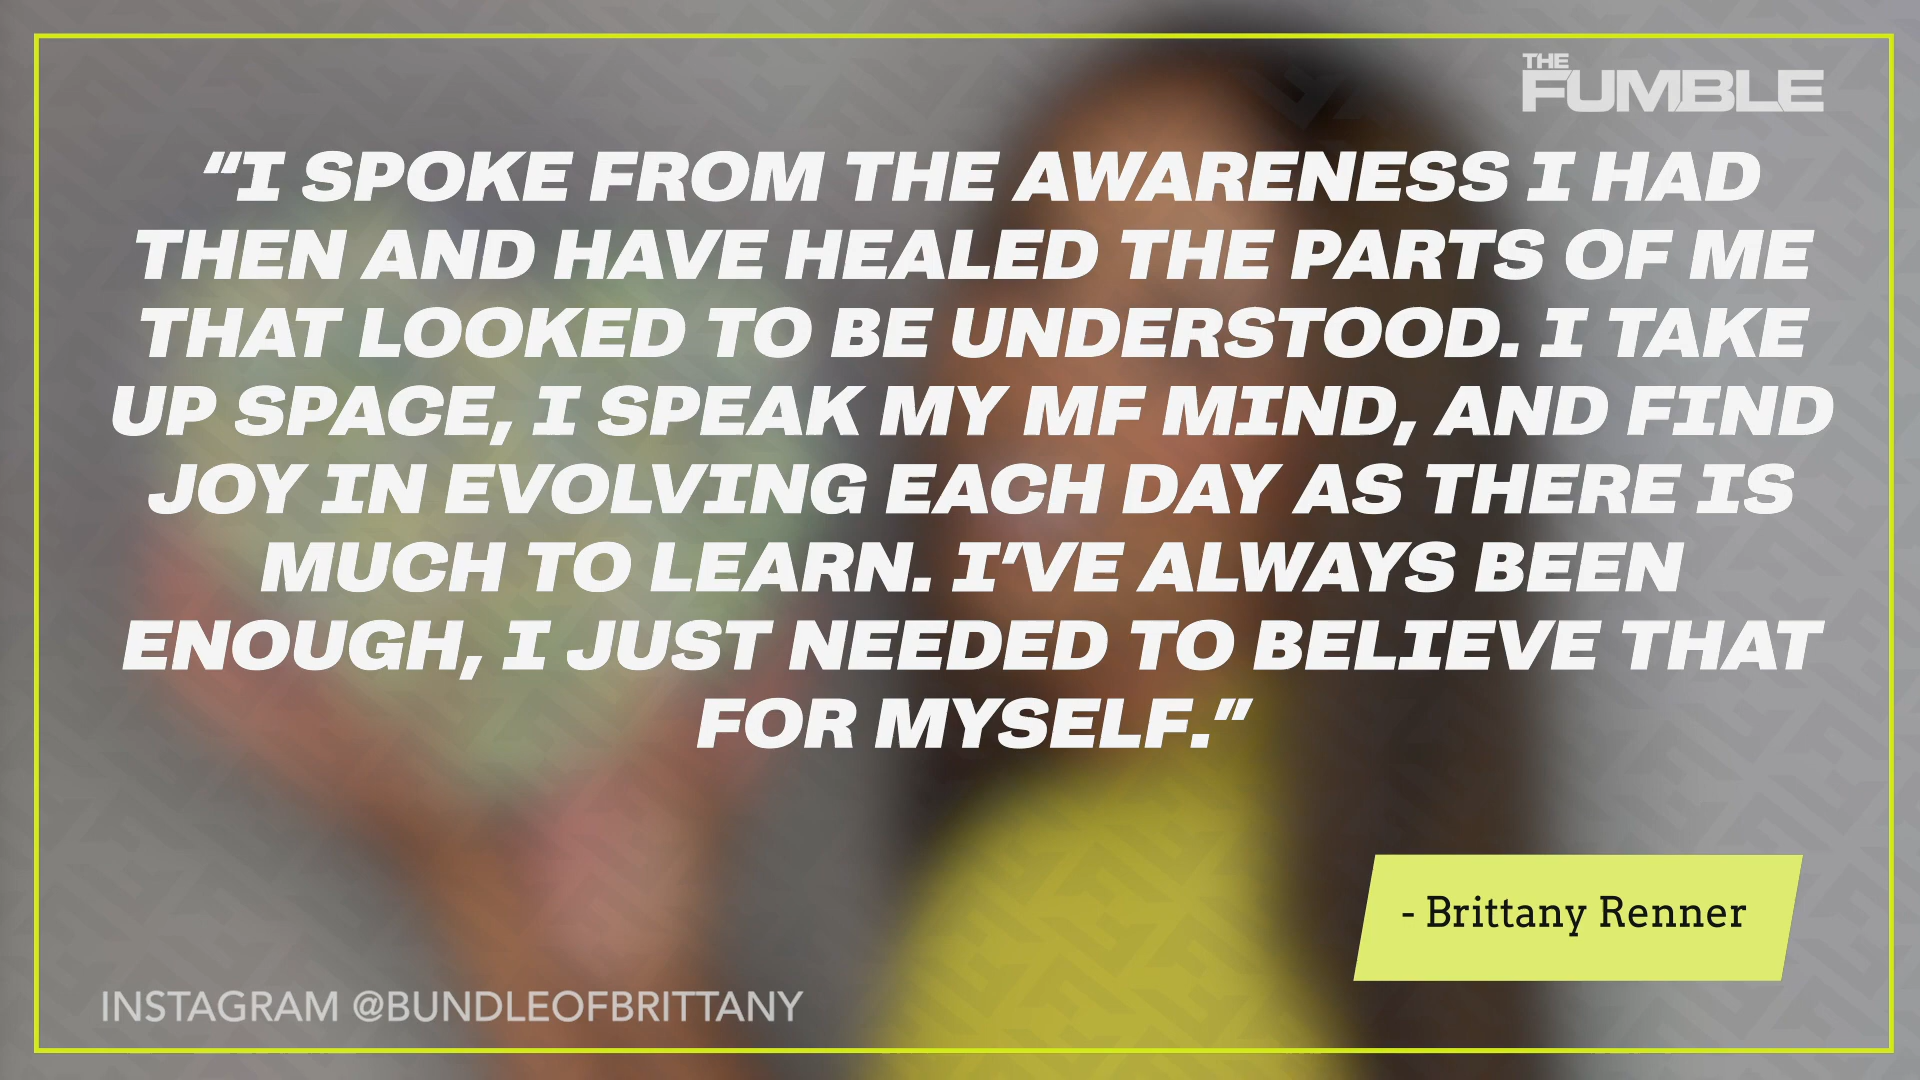 THE
FUMBLE
“I SPOKE FROM THE AWARENESS I HAD
THEN AND HAVE HEALED THE PARTS OF ME
THAT LOOKED TO BE UNDERSTOOD. I TAKE
UP SPACE, I SPEAK MY MF MIND, AND FIND
JOY IN EVOLVING EACH DAY AS THERE IS
MUCH TO LEARN. I’VE ALWAYS BEEN
ENOUGH, I JUST NEEDED TO BELIEVE THAT
FOR MYSELF.”
- Brittany Renner
INSTAGRAM @BUNDLEOFBRITTANY